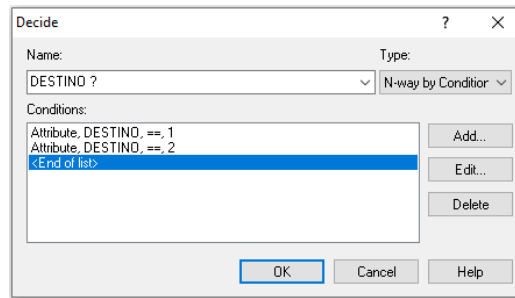 Decide ? ×
Name: Type:
DESTINO ? N-way by Condition
Conditions:
Attribute, DESTINO, ==, 1 Add...
Attribute, DESTINO, ==, 2
<End of list> Edit...
Delete
OK Cancel Help